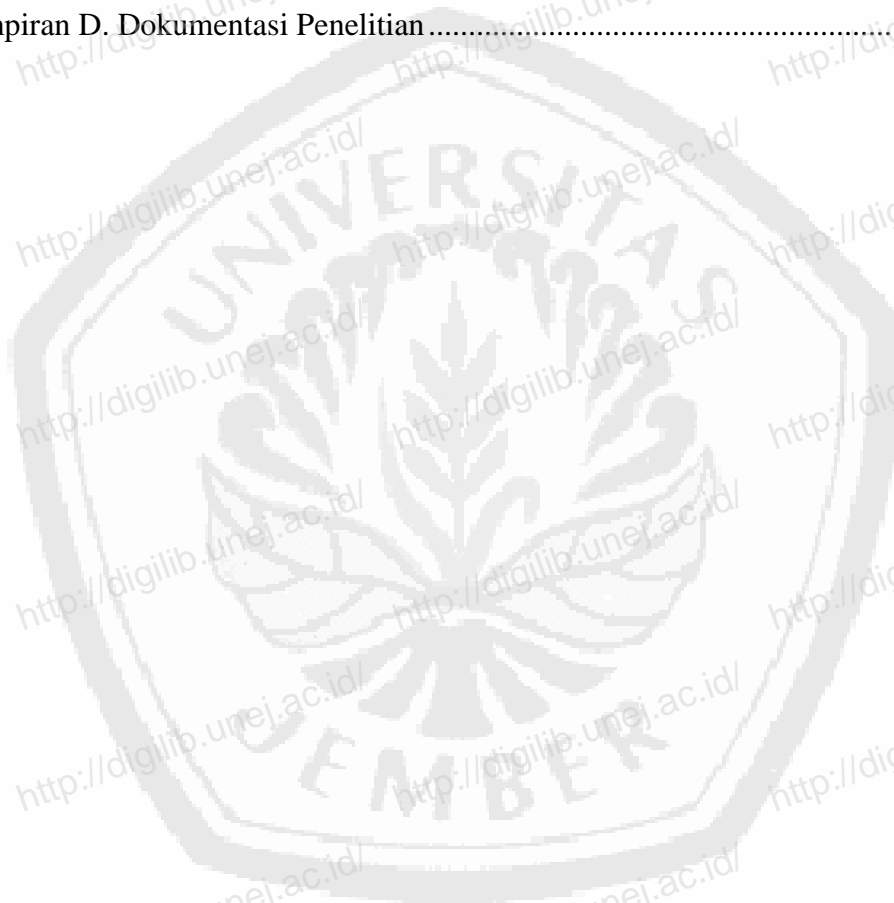 mpiran D. Dokumentasi Penelitian ..........................................................
http://digilib.unej.ac.id/
http://digilib.unej.ac.id/
http://digilib.unej.ac.id/
http://digilib.unej.ac.id/
http://digilib.unej.ac.id/
http://digilib.unej.ac.id/
http://digilib.unej.ac.id/
http://digilib.unej.ac.id/
UNIVERSITAS
JEMBER